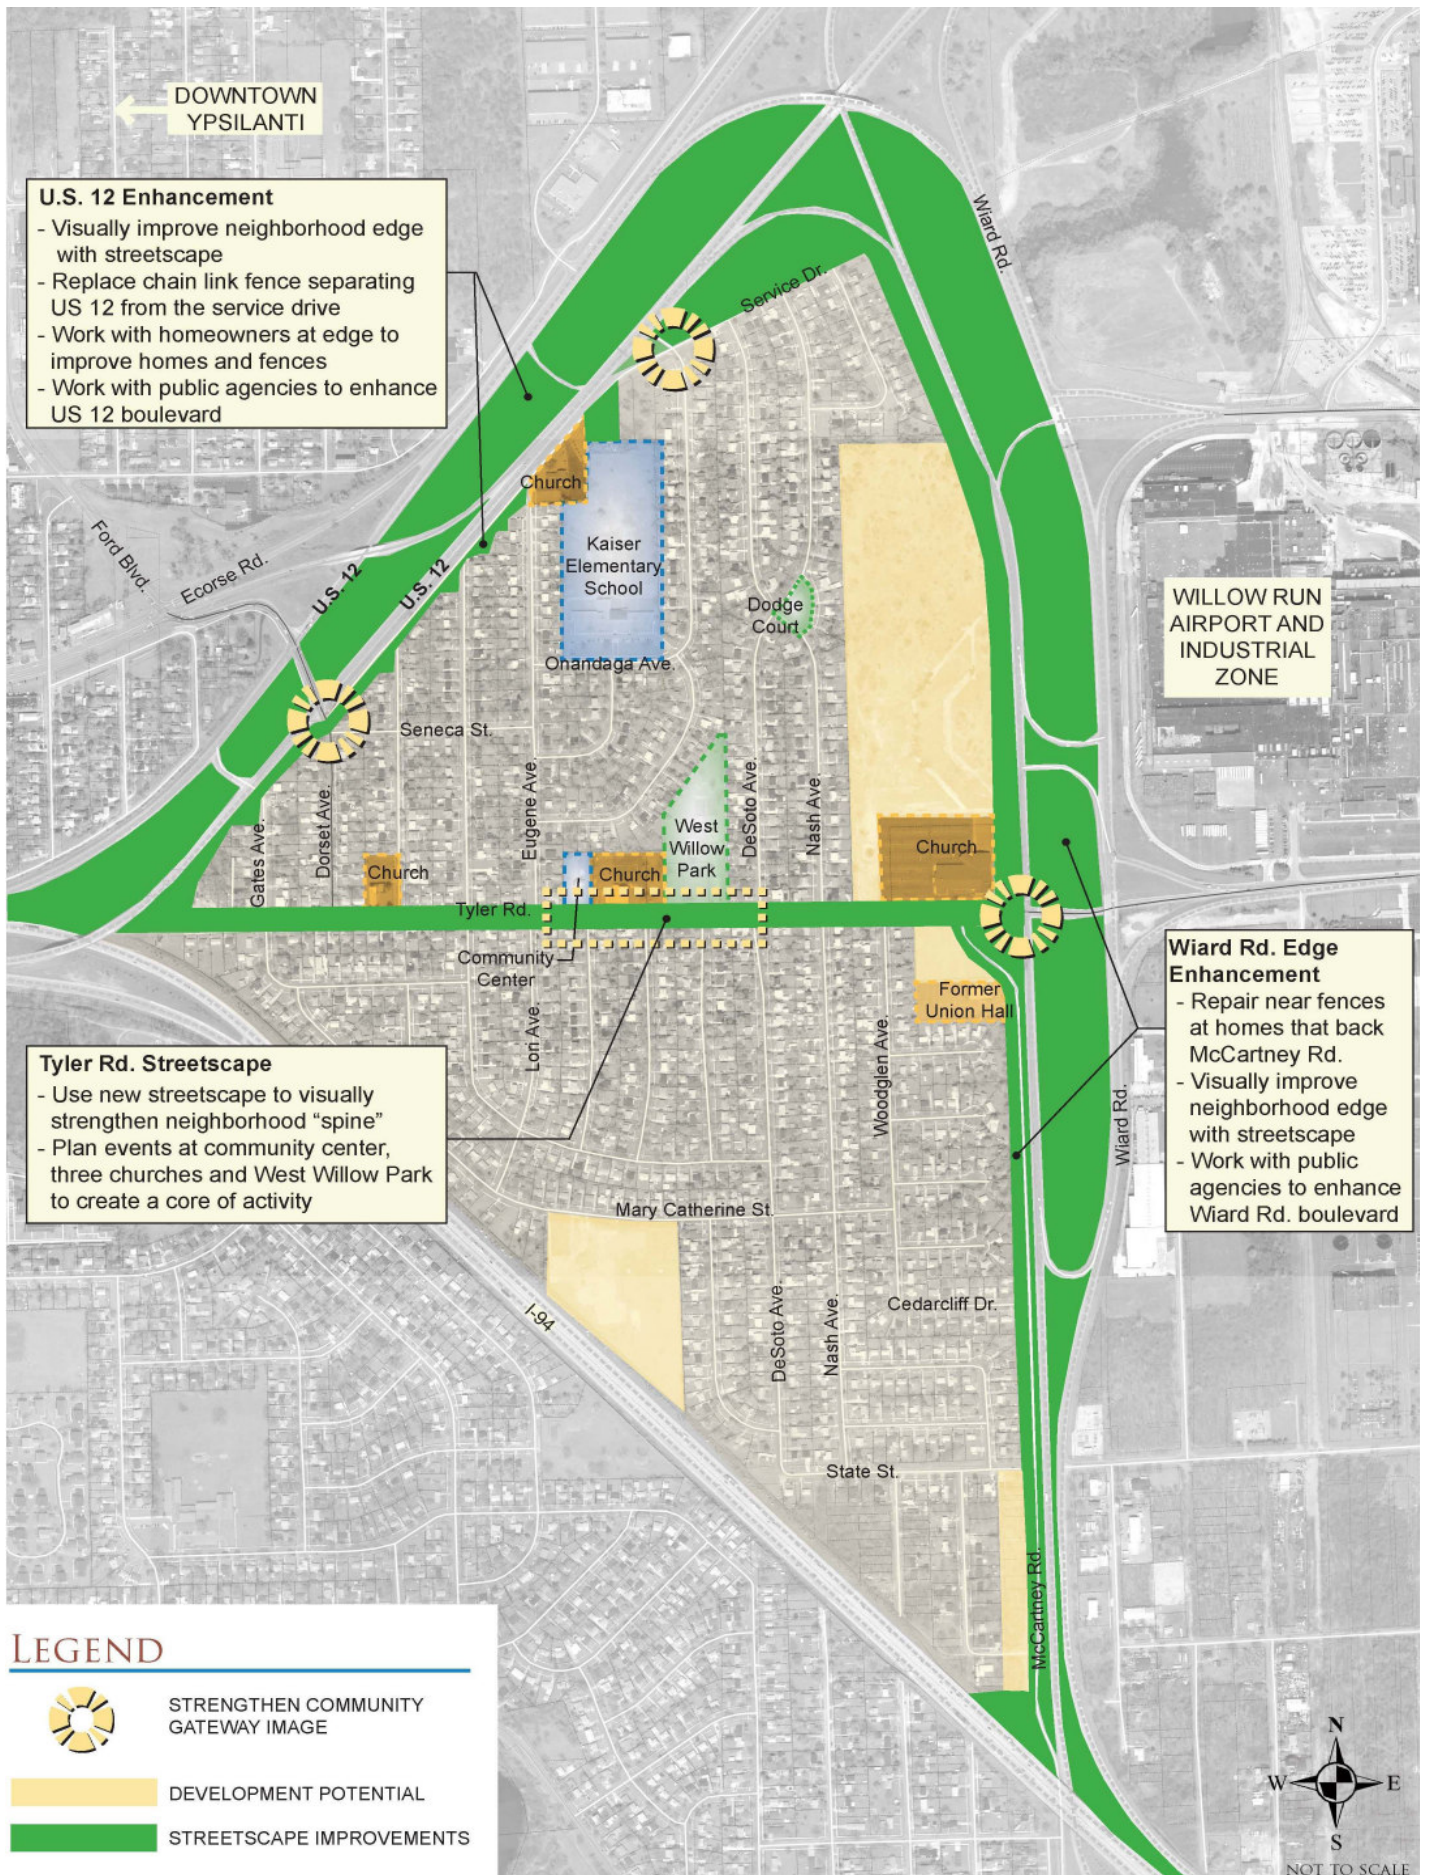 DOWNTOWN
YPSILANTI
U.S. 12 Enhancement
- Visually improve neighborhood edge
with streetscape
- Replace chain link fence separating
US 12 from the service drive
- Work with homeowners at edge to
improve homes and fences
- Work with public agencies to enhance
US 12 boulevard
Wiard Rd.
Service Dr.
Church
Kaiser
Elementary
School
Ford Blvd.
Ecorse Rd.
U.S. 12
U.S. 12
Dodge
Court
WILLOW RUN
AIRPORT AND
INDUSTRIAL
ZONE
Onandaga Ave.
Seneca St.
Gates Ave.
Dorset Ave.
Eugene Ave.
DeSoto Ave.
Nash Ave.
West
Willow
Park
Church
Church
Church
Tyler Rd.
Community
Center
Lori Ave.
Former
Union Hall
Woodglen Ave.
Wiard Rd. Edge
Enhancement
- Repair near fences
at homes that back
McCartney Rd.
- Visually improve
neighborhood edge
with streetscape
- Work with public
agencies to enhance
Wiard Rd. boulevard
Tyler Rd. Streetscape
- Use new streetscape to visually
strengthen neighborhood “spine”
- Plan events at community center,
three churches and West Willow Park
to create a core of activity
Wiard Rd.
Mary Catherine St.
I-94
DeSoto Ave.
Nash Ave.
Cedarcliff Dr.
State St.
McCartney Rd.
LEGEND
STRENGTHEN COMMUNITY
GATEWAY IMAGE
DEVELOPMENT POTENTIAL
STREETSCAPE IMPROVEMENTS
N
W
E
S
NOT TO SCALE